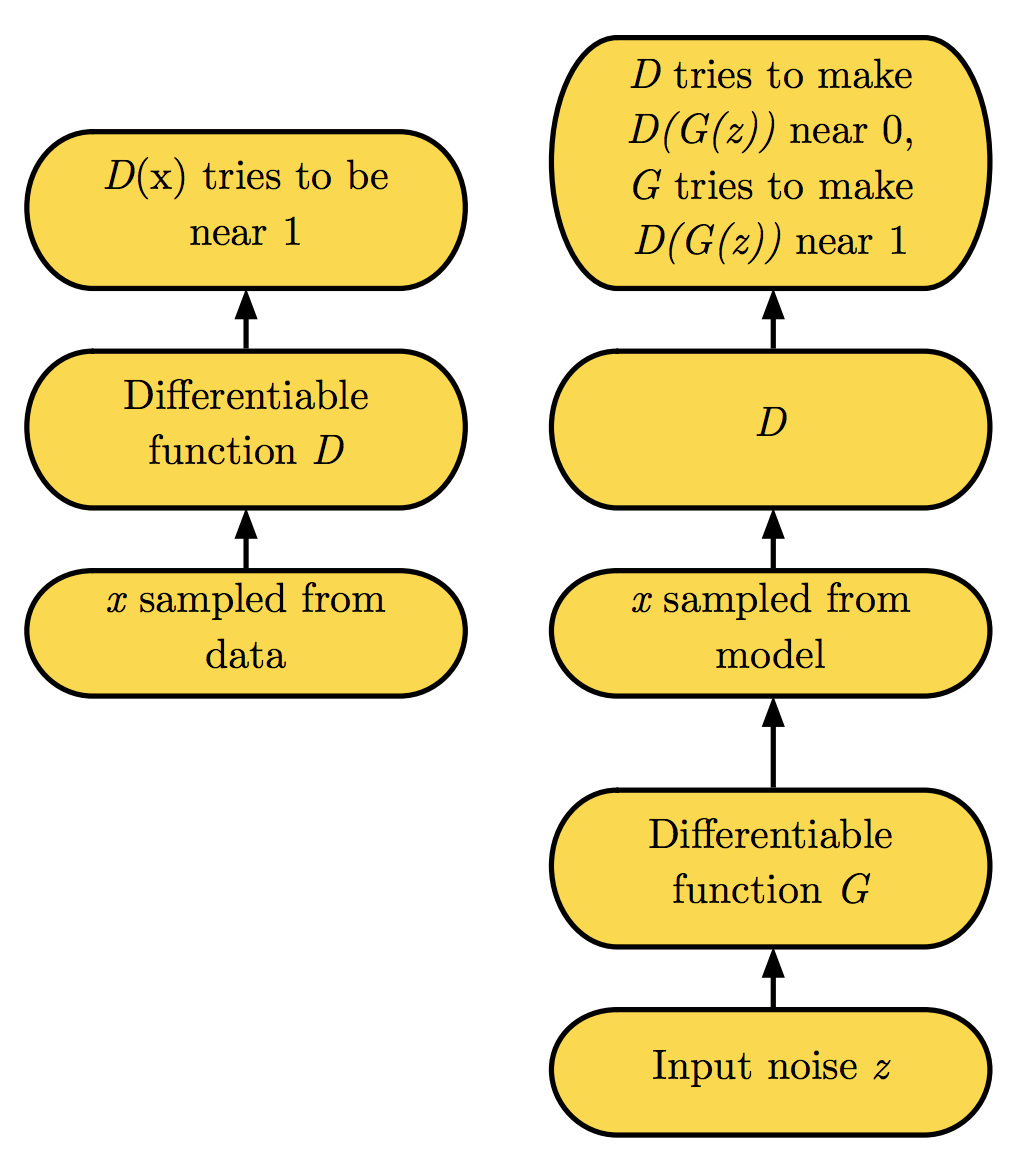 D(x) tries to be
near 1
Differentiable
function D
x sampled from
data
D tries to make
D(G(z)) near 0,
G tries to make
D(G(z)) near 1
D
x sampled from
model
Differentiable
function G
Input noise z